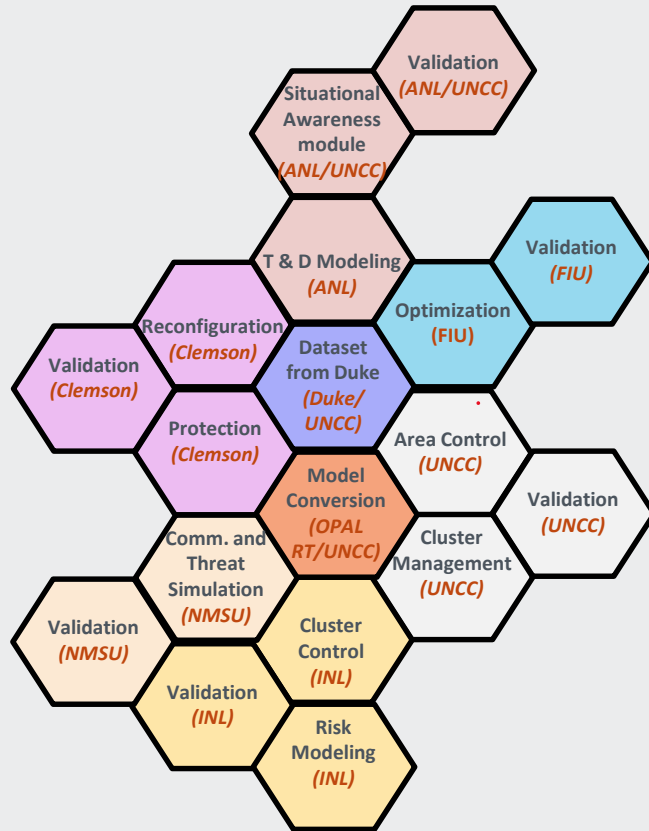 Validation
(ANL/UNCC)
Situational
Awareness
module
(ANL/UNCC)
T & D Modeling
(ANL)
Validation
(FIU)
Optimization
(FIU)
Reconfiguration
(Clemson)
Validation
(Clemson)
Dataset
from Duke
(Duke/
UNCC)
Protection
(Clemson)
Area Control
(UNCC)
Model
Conversion
(OPAL
RT/UNCC)
Validation
(UNCC)
Comm. and
Threat
Simulation
(NMSU)
Cluster
Management
(UNCC)
Validation
(NMSU)
Cluster
Control
(INL)
Validation
(INL)
Risk
Modeling
(INL)